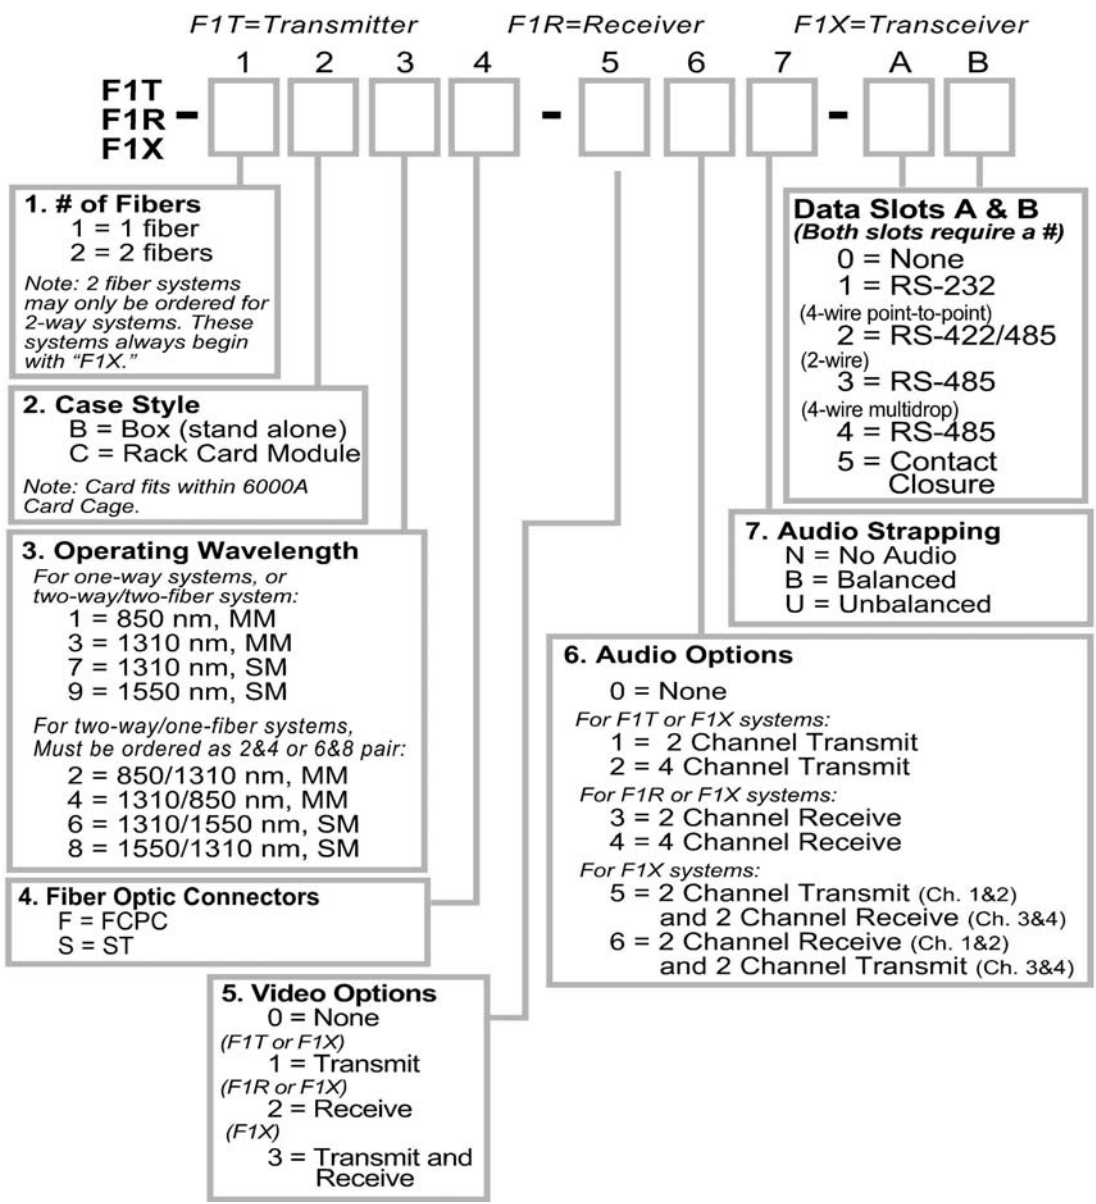 F1T=Transmitter F1R=Receiver F1X=Transceiver
1 2 3 4 5 6 7 A B
F1T
F1R - - -
F1X
1. # of Fibers
1 = 1 fiber
2 = 2 fibers
Note: 2 fiber systems
may only be ordered for
2-way systems. These
systems always begin
with “F1X.”
2. Case Style
B = Box (stand alone)
C = Rack Card Module
Note: Card fits within 6000A
Card Cage.
3. Operating Wavelength
For one-way systems, or
two-way/two-fiber system:
1 = 850 nm, MM
3 = 1310 nm, MM
7 = 1310 nm, SM
9 = 1550 nm, SM
For two-way/one-fiber systems,
Must be ordered as 2&4 or 6&8 pair:
2 = 850/1310 nm, MM
4 = 1310/850 nm, MM
6 = 1310/1550 nm, SM
8 = 1550/1310 nm, SM
4. Fiber Optic Connectors
F = FCPC
S = ST
5. Video Options
0 = None
(F1T or F1X)
1 = Transmit
(F1R or F1X)
2 = Receive
(F1X)
3 = Transmit and
Receive
Data Slots A & B
(Both slots require a #)
0 = None
1 = RS-232
(4-wire point-to-point)
2 = RS-422/485
(2-wire)
3 = RS-485
(4-wire multidrop)
4 = RS-485
5 = Contact
Closure
7. Audio Strapping
N = No Audio
B = Balanced
U = Unbalanced
6. Audio Options
0 = None
For F1T or F1X systems:
1 = 2 Channel Transmit
2 = 4 Channel Transmit
For F1R or F1X systems:
3 = 2 Channel Receive
4 = 4 Channel Receive
For F1X systems:
5 = 2 Channel Transmit (Ch. 1&2)
and 2 Channel Receive (Ch. 3&4)
6 = 2 Channel Receive (Ch. 1&2)
and 2 Channel Transmit (Ch. 3&4)